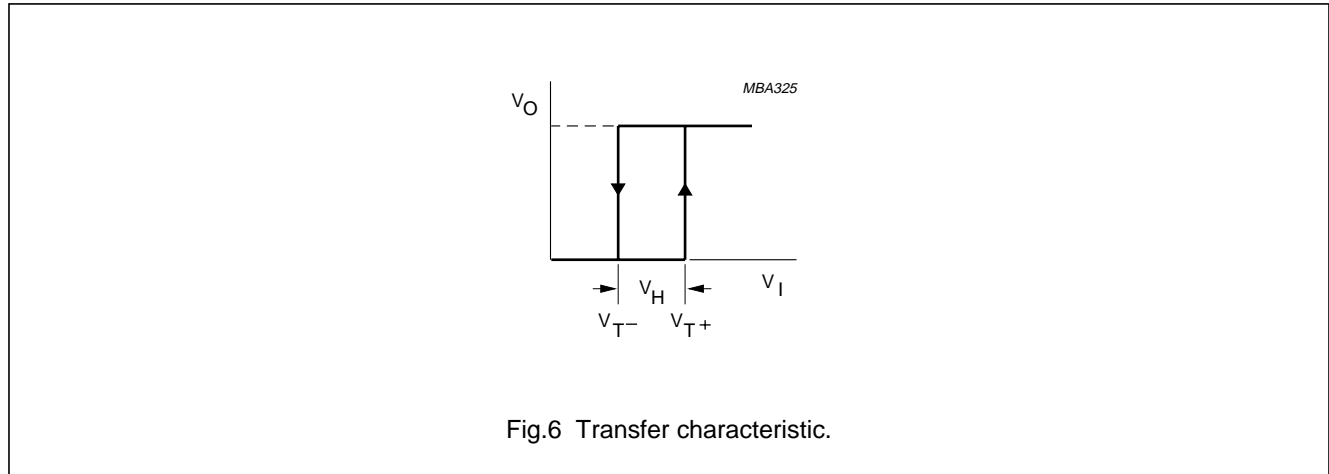 MBA325
VO
VH
VI
VT−
VT+
Fig.6 Transfer characteristic.